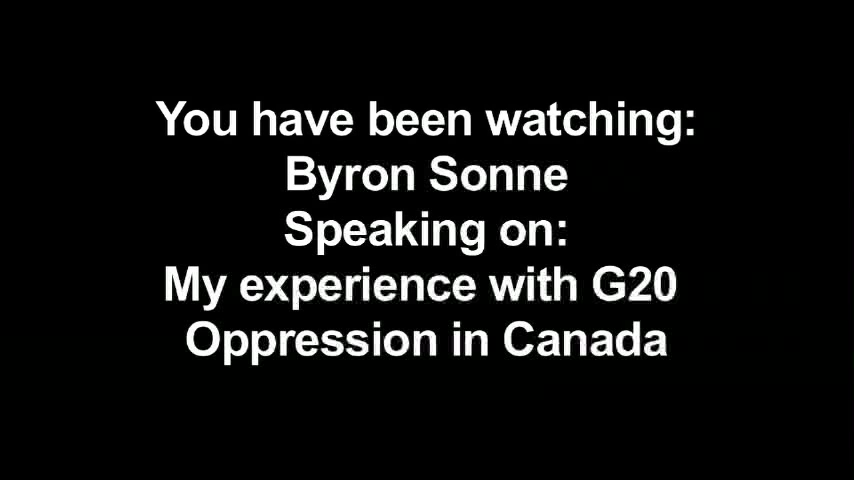 You have been watching:
Byron Sonne
Speaking on:
My experience with G20
Oppression in Canada